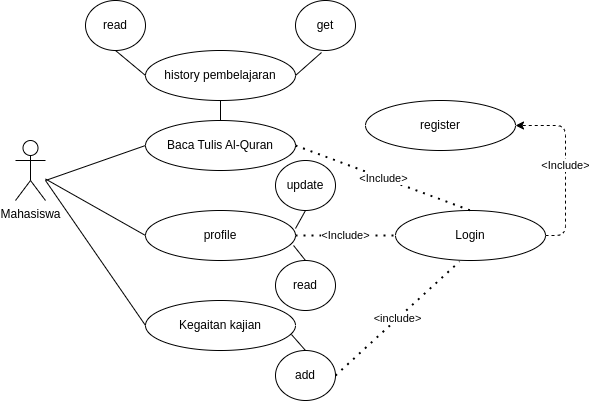 read
get
history pembelajaran
register
Baca Tulis Al-Quran
<Include>
<Include>
update
Mahasiswa
profile
<Include>
Login
read
Kegaitan kajian
<include>
add